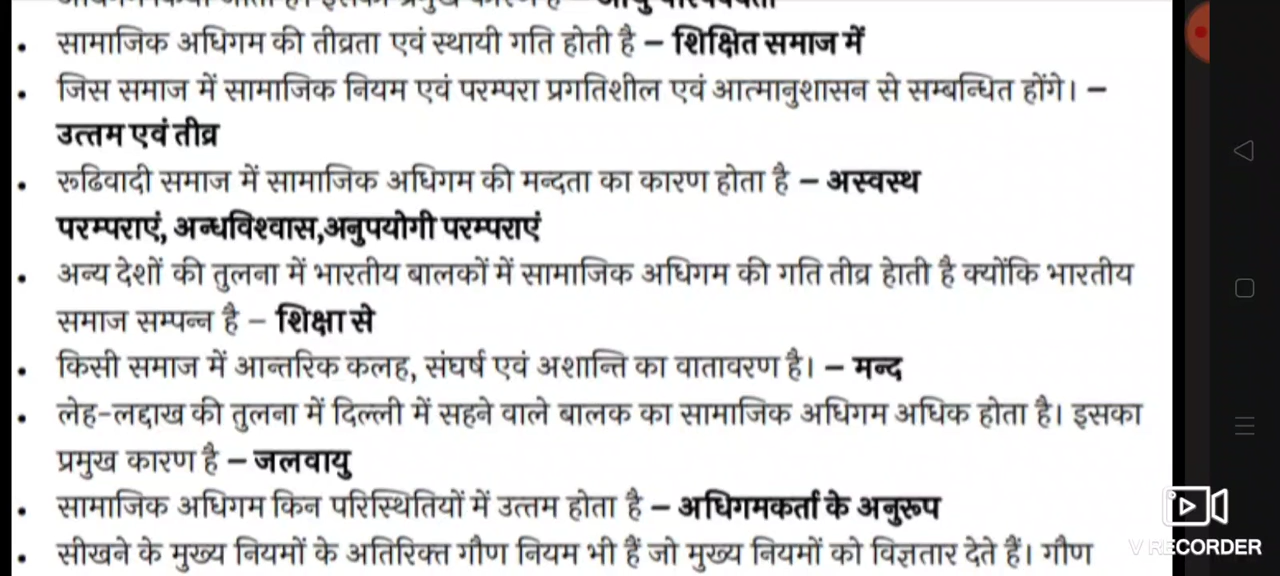 • सामाजिक अधिगम की तीव्रता एवं स्थायी गति होती है – शिक्षित समाज में
• जिस समाज में सामाजिक नियम एवं परम्परा प्रगतिशील एवं आत्मानुशासन से सम्बन्धित होंगे। –
उत्तम एवं तीव्र
• रूढिवादी समाज में सामाजिक अधिगम की मन्दता का कारण होता है – अस्वस्थ
परम्पराएं, अन्धविश्वास,अनुपयोगी परम्पराएं
• अन्य देशों की तुलना में भारतीय बालकों में सामाजिक अधिगम की गति तीव्र हेाती है क्योंकि भारतीय
समाज सम्पन्न है – शिक्षा से
• किसी समाज में आन्तरिक कलह, संघर्ष एवं अशान्ति का वातावरण है। – मन्द
• लेह-लद्दाख की तुलना में दिल्ली में सहने वाले बालक का सामाजिक अधिगम अधिक होता है। इसका
प्रमुख कारण है – जलवायु
• सामाजिक अधिगम किन परिस्थितियों में उत्तम होता है – अधिगमकर्ता के अनुरूप
• सीखने के मुख्य नियमों के अतिरिक्त गौण नियम भी हैं जो मुख्य नियमों को विज्ञतार देते हैं। गौण
V RECORDER